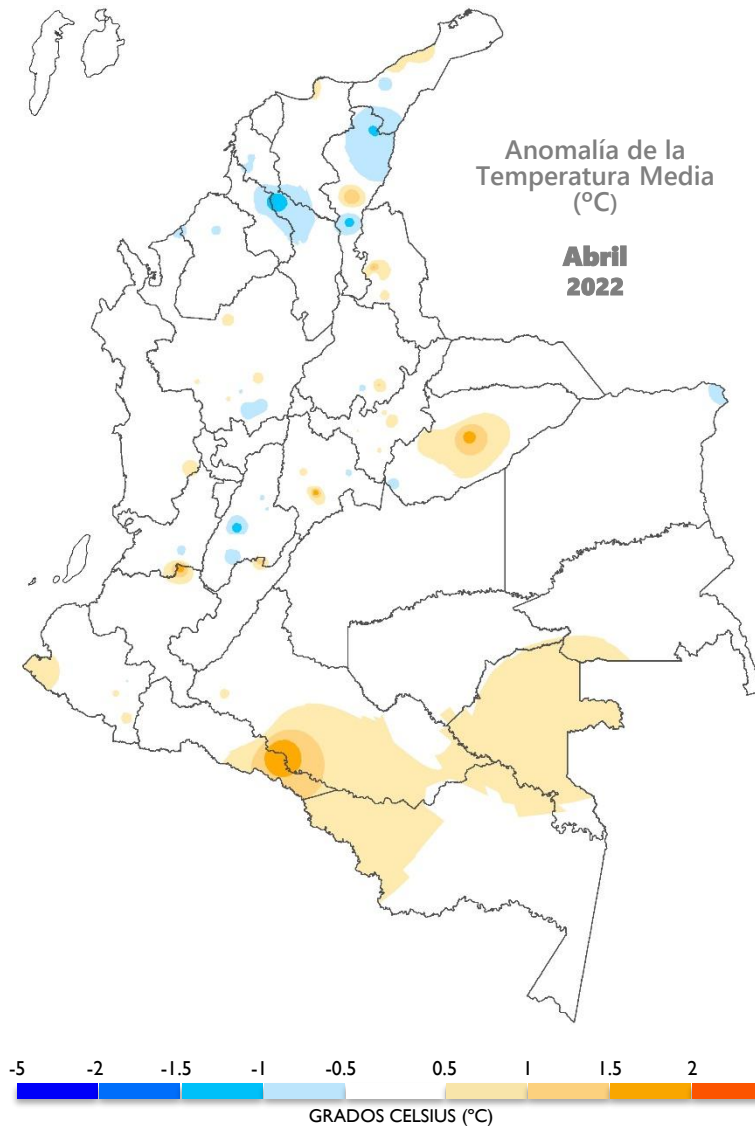 Anomalía de la
Temperatura Media
(ºC)
Abril
2022
-5 -2 -1.5 -1 -0.5 0.5 1 1.5 2
GRADOS CELSIUS (ºC)